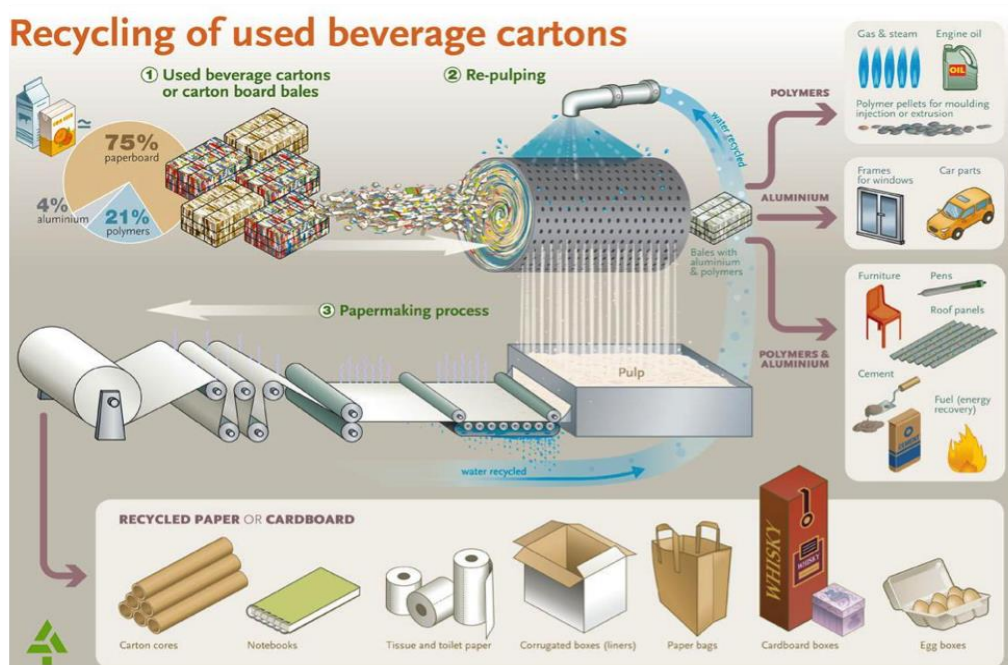 Recycling of used beverage cartons
1 Used beverage cartons
or carton board bales
2 Re-pulping
75%
paperboard
4%
aluminium
21%
polymers
water recycled
Bales with
aluminium
& polymers
POLYMERS
Gas & steam
Engine oil
OIL
Polymer pellets for moulding
injection or extrusion
ALUMINIUM
Frames
for windows
Car parts
POLYMERS &
ALUMINIUM
Furniture
Pens
Roof panels
Cement
CEMENT
Fuel (energy
recovery)
3 Papermaking process
Pulp
water recycled
RECYCLED PAPER OR CARDBOARD
Carton cores
Notebooks
Tissue and toilet paper
Corrugated boxes (liners)
Paper bags
WHISKY
WHISKY
Cardboard boxes
Egg boxes